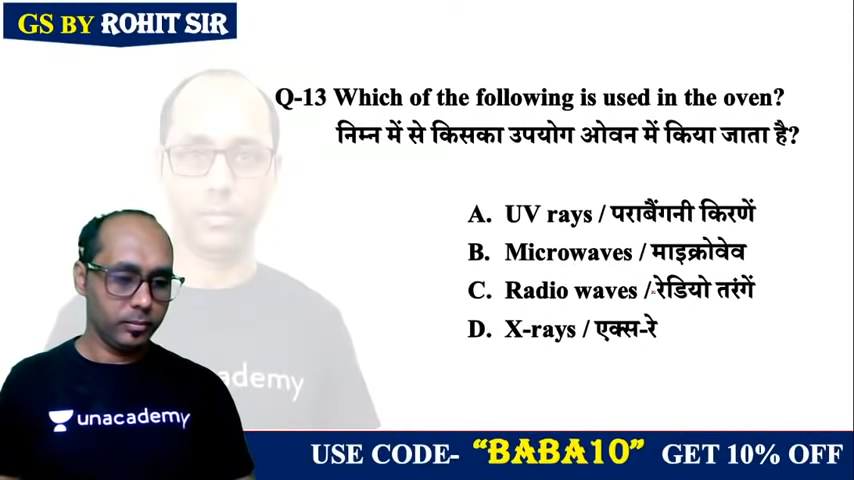 GS BY ROHIT SIR
Q-13 Which of the following is used in the oven?
निम्न में से किसका उपयोग ओवन में किया जाता है?
A. UV rays / पराबैंगनी किरणें
B. Microwaves / माइक्रोवेव
C. Radio waves / रेडियो तरंगें
D. X-rays / एक्स-रे
ademy
unacademy
USE CODE- “BABA10” GET 10% OFF